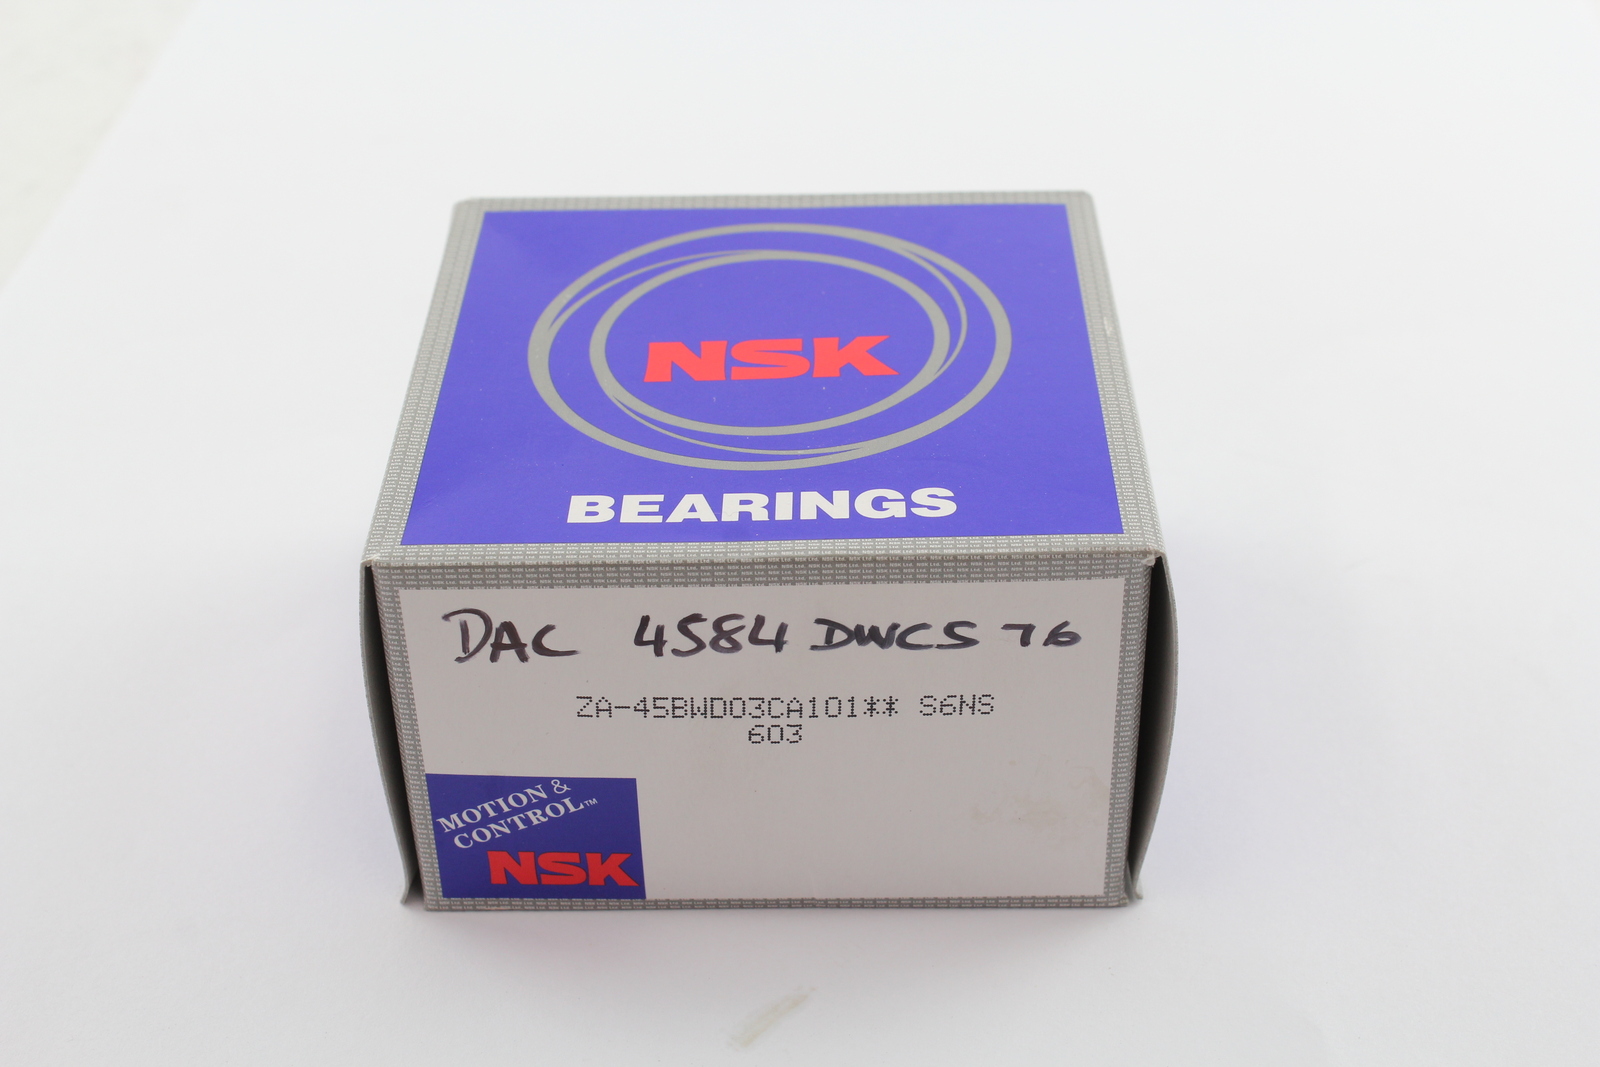 NSK
BEARINGS
DAC 4584 DWCS 76
ZA-45BWD03CA101** S6NS
603
MOTION &
CONTROL™
NSK